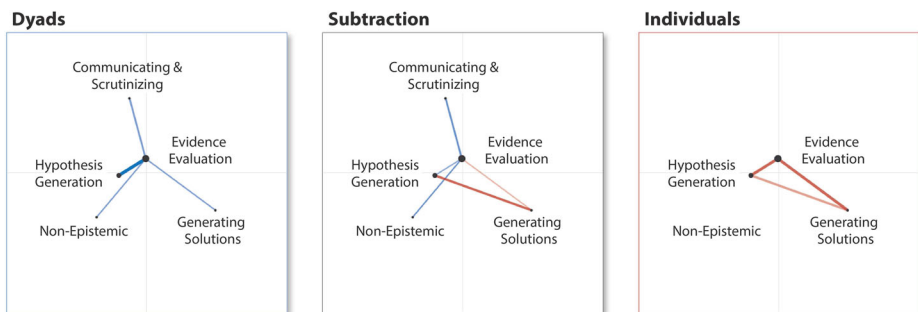 Dyads
Communicating &
Scrutinizing
Evidence
Evaluation
Hypothesis
Generation
Non-Epistemic
Generating
Solutions
Subtraction
Communicating &
Scrutinizing
Evidence
Evaluation
Hypothesis
Generation
Non-Epistemic
Generating
Solutions
Individuals
Evidence
Evaluation
Hypothesis
Generation
Non-Epistemic
Generating
Solutions